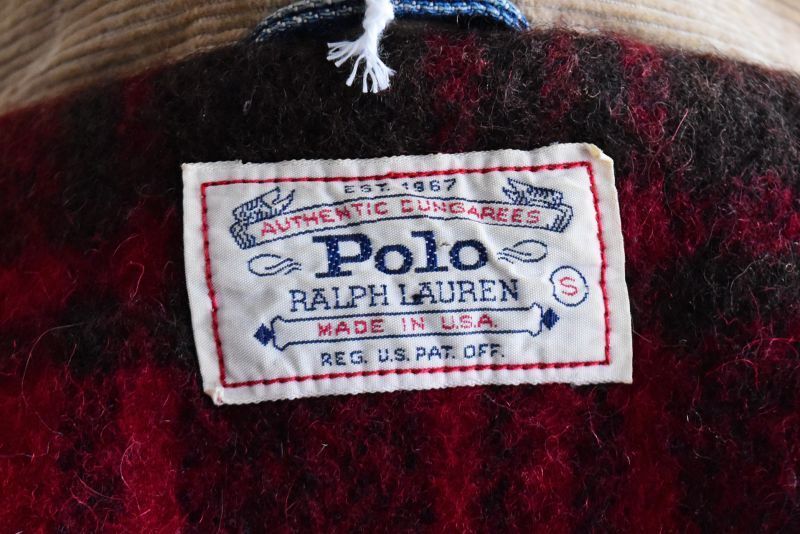 EST. 1967
AUTHENTIC DUNGAREES
Polo
RALPH LAUREN
S
MADE IN U.S.A.
REG. U.S. PAT. OFF.